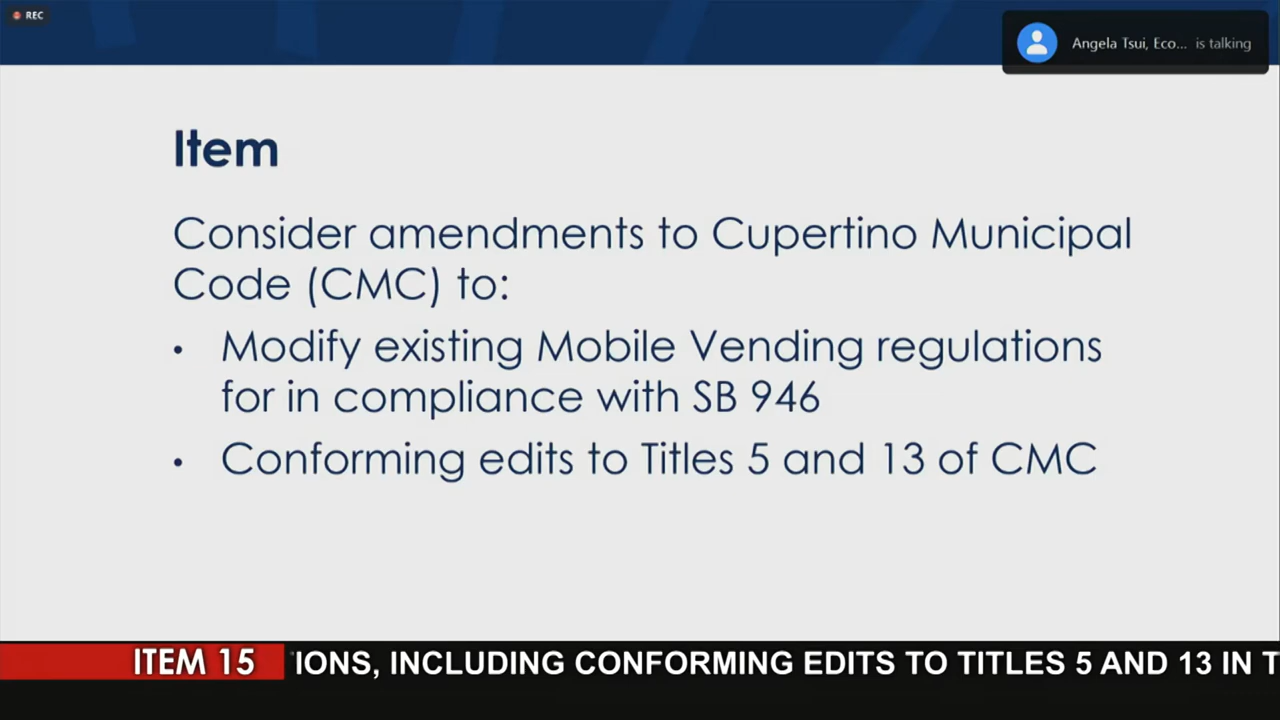 REC
Angela Tsui, Eco... is talking
Item
Consider amendments to Cupertino Municipal
Code (CMC) to:
• Modify existing Mobile Vending regulations
for in compliance with SB 946
• Conforming edits to Titles 5 and 13 of CMC
ITEM 15 IONS, INCLUDING CONFORMING EDITS TO TITLES 5 AND 13 IN T